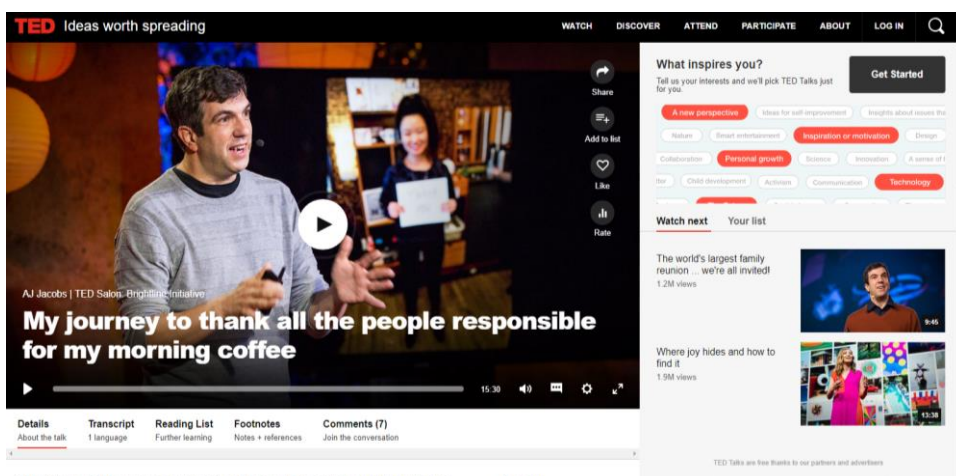 TED Ideas worth spreading
WATCH DISCOVER ATTEND PARTICIPATE ABOUT LOG IN
Share
Add to list
Like
Rate
AJ Jacobs | TED Salon: Brightline Initiative
My journey to thank all the people responsible
for my morning coffee
15:30
Details
About the talk
Transcript
1 language
Reading List
Further learning
Footnotes
Notes + references
Comments (7)
Join the conversation
What inspires you?
Tell us your interests and we'll pick TED Talks just
for you.
Get Started
A new perspective Ideas for self-improvement Insights about issues
Nature Smart entertainment Inspiration or motivation Design
Collaboration Personal growth Science Innovation A sense of
Child development Activism Communication Technology
Watch next Your list
The world's largest family
reunion ... we're all invited!
1.2M views
9:45
Where joy hides and how to
find it
1.9M views
13:38
TED Talks are free thanks to our partners and advertisers